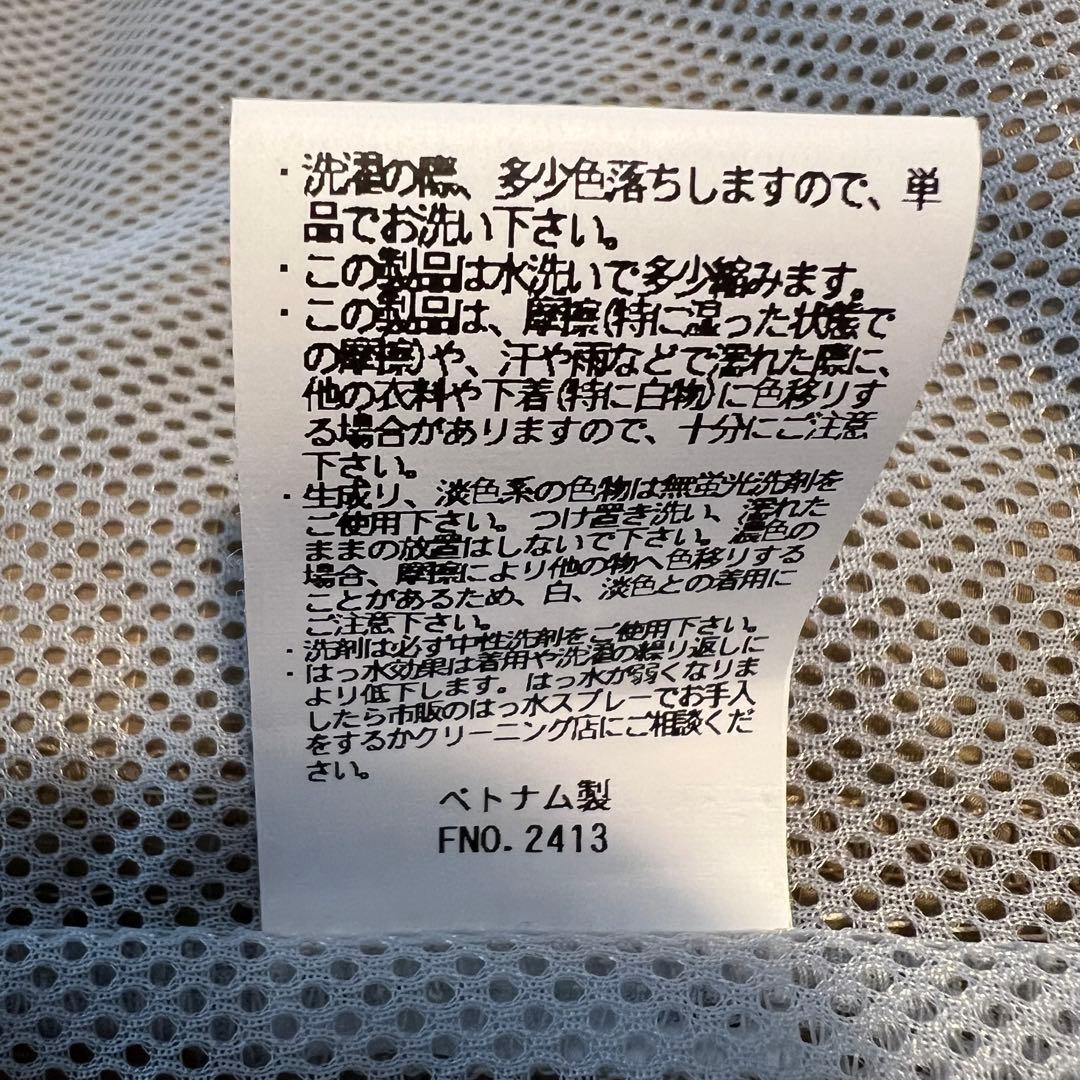 ・洗濯の際、多少色落ちしますので、単
品でお洗い下さい。
・この製品は水洗いで多少縮みます。
・この製品は、摩擦(特に湿った状態で
の摩擦)や、汗や雨などで濡れた際に、
他の衣料や下着(特に白物)に色移りす
る場合がありますので、十分にご注意
下さい。
・生成り、淡色系の色物は無蛍光洗剤を
ご使用下さい。つけ置き洗い、濡れた
ままの放置はしないで下さい。濃色の
場合、摩擦により他の物へ色移りする
ことがあるため、白、淡色との着用に
ご注意下さい。
・洗剤は必ず中性洗剤をご使用下さい。
・はっ水効果は着用や洗濯の繰り返しに
より低下します。はっ水が弱くなりま
したら市販のはっ水スプレーでお手入
をするかクリーニング店にご相談くだ
さい。
ベトナム製
FNO.2413